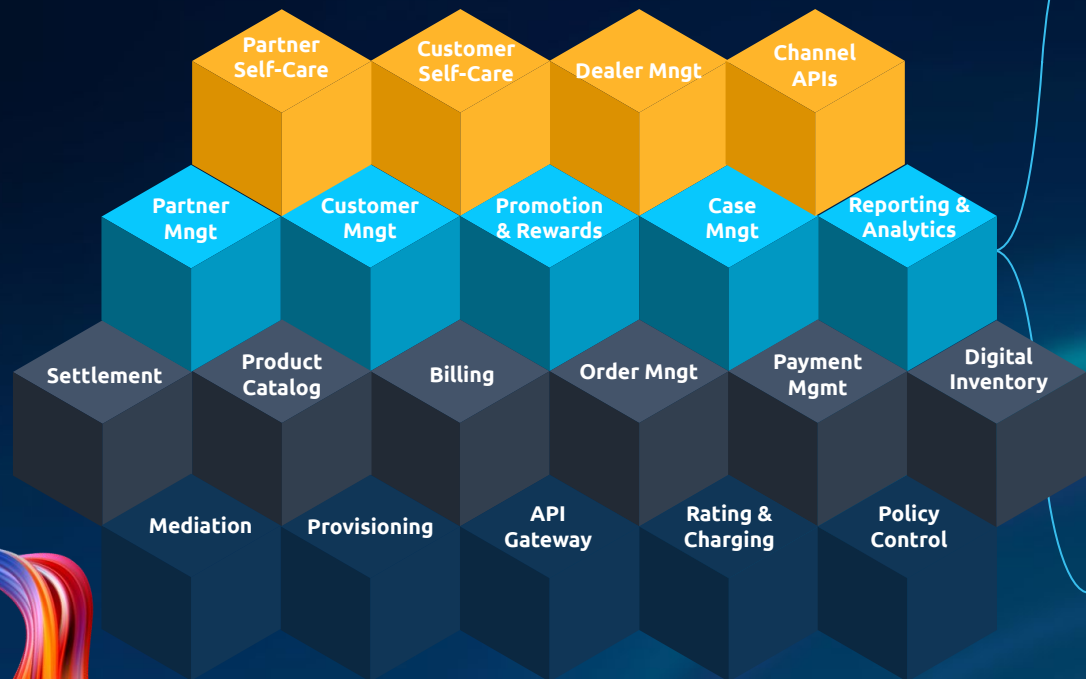 Partner
Self-Care
Customer
Self-Care
Dealer Mngt
Channel
APIs
Partner
Mngt
Customer
Mngt
Promotion
& Rewards
Case
Mngt
Reporting &
Analytics
Settlement
Product
Catalog
Billing
Order Mngt
Payment
Mgmt
Digital
Inventory
Mediation
Provisioning
API
Gateway
Rating &
Charging
Policy
Control